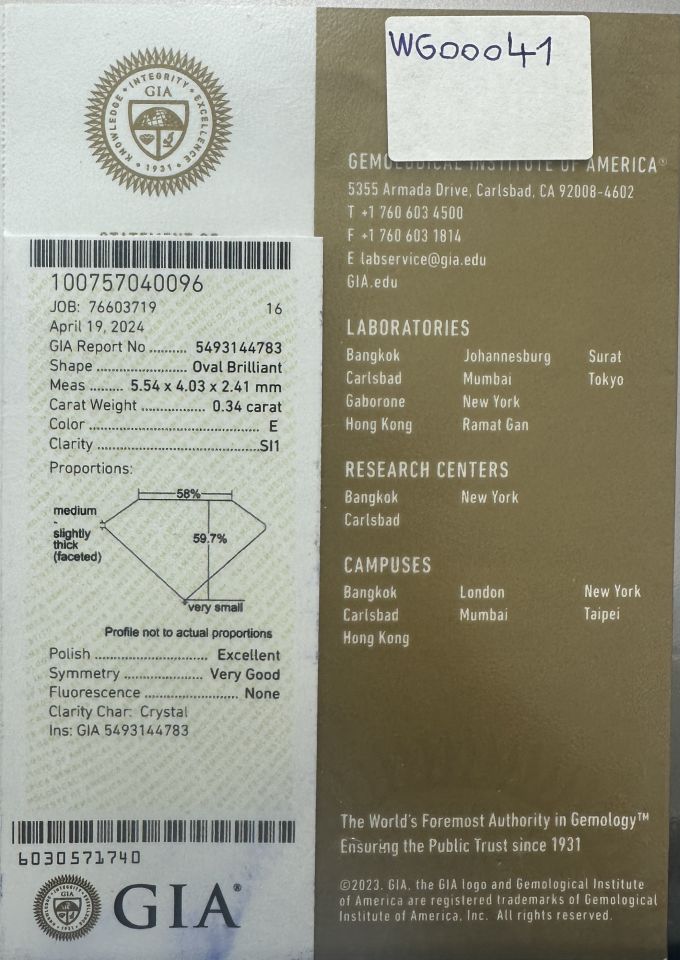 KNOWLEDGE • INTEGRITY • EXCELLENCE
GIA
• 1931 •
100757040096
JOB: 76603719 16
April 19, 2024
GIA Report No .......... 5493144783
Shape ............................... Oval Brilliant
Meas ........ 5.54 x 4.03 x 2.41 mm
Carat Weight ................. 0.34 carat
Color .................................................. E
Clarity ............................................. SI1
Proportions:
58%
medium
-
slightly
thick
(faceted)
59.7%
very small
Profile not to actual proportions
Polish ................................ Excellent
Symmetry ...................... Very Good
Fluorescence ......................... None
Clarity Char: Crystal
Ins: GIA 5493144783
6030571740
GIA®
WG00041
GEMOLOGICAL INSTITUTE OF AMERICA®
5355 Armada Drive, Carlsbad, CA 92008-4602
T +1 760 603 4500
F +1 760 603 1814
E labservice@gia.edu
GIA.edu
LABORATORIES
Bangkok Johannesburg Surat
Carlsbad Mumbai Tokyo
Gaborone New York
Hong Kong Ramat Gan
RESEARCH CENTERS
Bangkok New York
Carlsbad
CAMPUSES
Bangkok London New York
Carlsbad Mumbai Taipei
Hong Kong
The World's Foremost Authority in Gemology™
Ensuring the Public Trust since 1931
©2023. GIA, the GIA logo and Gemological Institute
of America are registered trademarks of Gemological
Institute of America, Inc. All rights reserved.